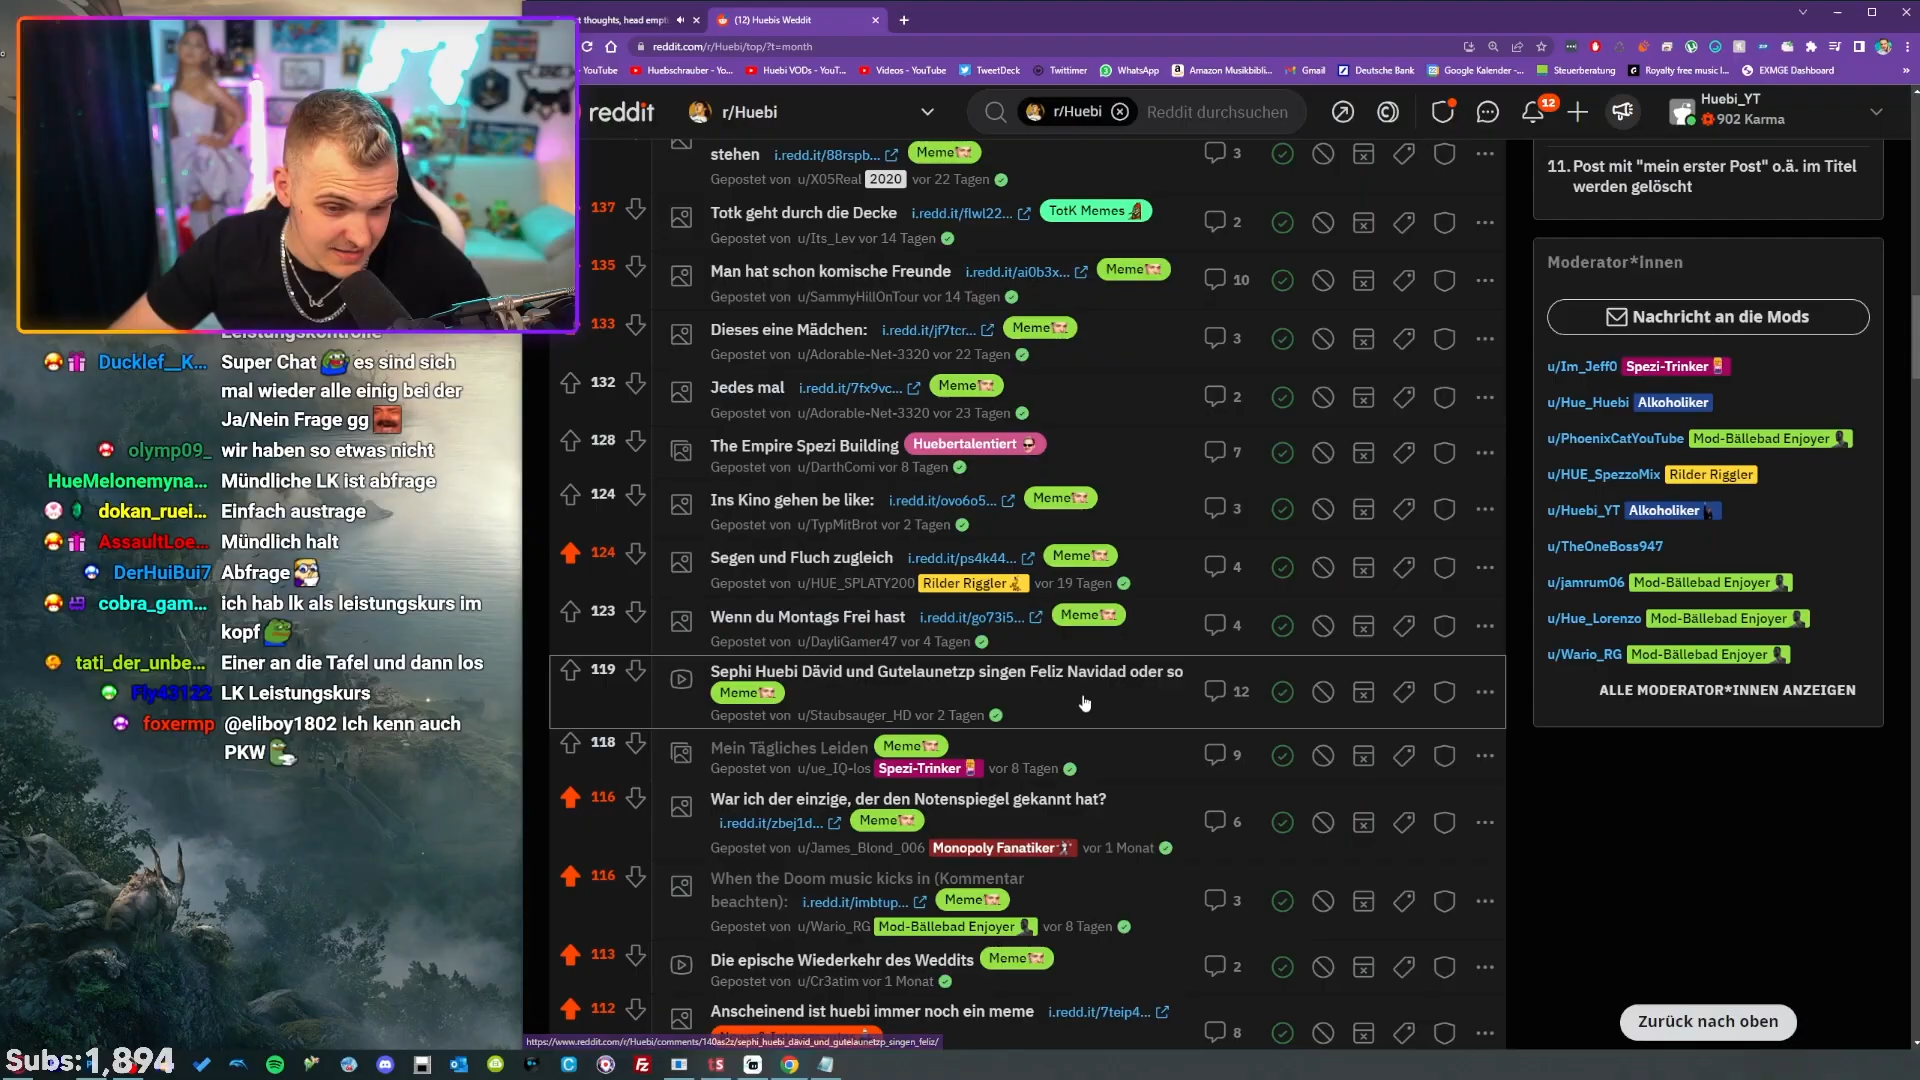 t thoughts, head empt
(12) Huebis Weddit
reddit.com/r/Huebi/top/?t=month
YouTube
Huebschrauber - Yo...
Huebi VODs - YouT...
Videos - YouTube
TweetDeck
Twittimer
WhatsApp
Amazon Musikbibli...
Gmail
Deutsche Bank
Google Kalender -...
Steuerberatung
Royalty free music l...
EXMGE Dashboard
reddit
r/Huebi
r/Huebi
Reddit durchsuchen
12
Huebi_YT
902 Karma
stehen i.redd.it/88rspb... Meme 3
Gepostet von u/X05Real 2020 vor 22 Tagen
137 Totk geht durch die Decke i.redd.it/flwl22... TotK Memes 2
Gepostet von u/Its_Lev vor 14 Tagen
135 Man hat schon komische Freunde i.redd.it/ai0b3x... Meme 10
Gepostet von u/SammyHillOnTour vor 14 Tagen
133 Dieses eine Mädchen: i.redd.it/jf7tcr... Meme 3
Gepostet von u/Adorable-Net-3320 vor 22 Tagen
132 Jedes mal i.redd.it/7fx9vc... Meme 2
Gepostet von u/Adorable-Net-3320 vor 23 Tagen
128 The Empire Spezi Building Huebertalentiert 7
Gepostet von u/DarthComi vor 8 Tagen
124 Ins Kino gehen be like: i.redd.it/ovo6o5... Meme 3
Gepostet von u/TypMitBrot vor 2 Tagen
124 Segen und Fluch zugleich i.redd.it/ps4k44... Meme 4
Gepostet von u/HUE_SPLATY200 Rilder Riggler vor 19 Tagen
123 Wenn du Montags Frei hast i.redd.it/go73i5... Meme 4
Gepostet von u/DayliGamer47 vor 4 Tagen
119 Sephi Huebi Dävid und Gutelaunetzp singen Feliz Navidad oder so
Meme 12
Gepostet von u/Staubsauger_HD vor 2 Tagen
118 Mein Tägliches Leiden Meme 9
Gepostet von u/ue_IQ-los Spezi-Trinker vor 8 Tagen
116 War ich der einzige, der den Notenspiegel gekannt hat?
i.redd.it/zbej1d... Meme 6
Gepostet von u/James_Blond_006 Monopoly Fanatiker vor 1 Monat
116 When the Doom music kicks in (Kommentar
beachten): i.redd.it/imbtup... Meme 3
Gepostet von u/Wario_RG Mod-Bällebad Enjoyer vor 8 Tagen
113 Die epische Wiederkehr des Weddits Meme 2
Gepostet von u/Cr3atim vor 1 Monat
112 Anscheinend ist huebi immer noch ein meme i.redd.it/7teip4... 8
https://www.reddit.com/r/Huebi/comments/140as2z/sephi_huebi_dävid_und_gutelaunetzp_singen_feliz/
11. Post mit "mein erster Post" o.ä. im Titel
werden gelöscht
Moderator*innen
Nachricht an die Mods
u/Im_Jeff0 Spezi-Trinker
u/Hue_Huebi Alkoholiker
u/PhoenixCatYouTube Mod-Bällebad Enjoyer
u/HUE_SpezzoMix Rilder Riggler
u/Huebi_YT Alkoholiker
u/TheOneBoss947
u/jamrum06 Mod-Bällebad Enjoyer
u/Hue_Lorenzo Mod-Bällebad Enjoyer
u/Wario_RG Mod-Bällebad Enjoyer
ALLE MODERATOR*INNEN ANZEIGEN
Zurück nach oben
Leistungskontrolle
Ducklef__K... Super Chat es sind sich
mal wieder alle einig bei der
Ja/Nein Frage gg
olymp09_ wir haben so etwas nicht
HueMelonemyna... Mündliche LK ist abfrage
dokan_ruei... Einfach austrage
AssaultLoe... Mündlich halt
DerHuiBui7 Abfrage
cobra_gam... ich hab lk als leistungskurs im
kopf
tati_der_unbe... Einer an die Tafel und dann los
Fly43122 LK Leistungskurs
foxermp @eliboy1802 Ich kenn auch
PKW
Subs:1,894